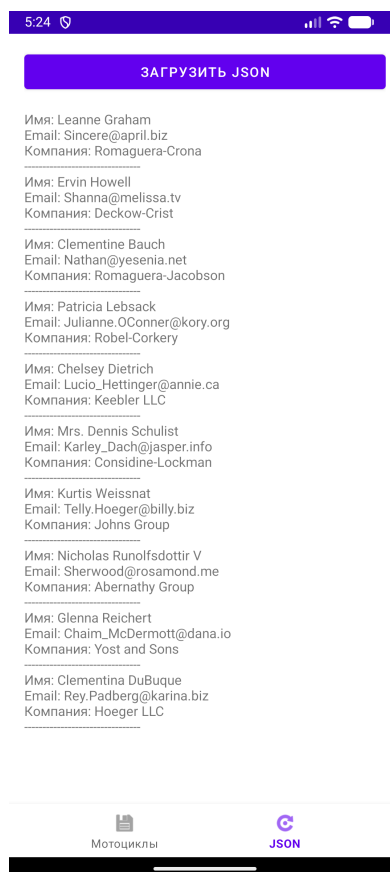 5:24
ЗАГРУЗИТЬ JSON
Имя: Leanne Graham
Email: Sincere@april.biz
Компания: Romaguera-Crona
--------------------------------
Имя: Ervin Howell
Email: Shanna@melissa.tv
Компания: Deckow-Crist
--------------------------------
Имя: Clementine Bauch
Email: Nathan@yesenia.net
Компания: Romaguera-Jacobson
--------------------------------
Имя: Patricia Lebsack
Email: Julianne.OConner@kory.org
Компания: Robel-Corkery
--------------------------------
Имя: Chelsey Dietrich
Email: Lucio_Hettinger@annie.ca
Компания: Keebler LLC
--------------------------------
Имя: Mrs. Dennis Schulist
Email: Karley_Dach@jasper.info
Компания: Considine-Lockman
--------------------------------
Имя: Kurtis Weissnat
Email: Telly.Hoeger@billy.biz
Компания: Johns Group
--------------------------------
Имя: Nicholas Runolfsdottir V
Email: Sherwood@rosamond.me
Компания: Abernathy Group
--------------------------------
Имя: Glenna Reichert
Email: Chaim_McDermott@dana.io
Компания: Yost and Sons
--------------------------------
Имя: Clementina DuBuque
Email: Rey.Padberg@karina.biz
Компания: Hoeger LLC
--------------------------------
Мотоциклы
JSON